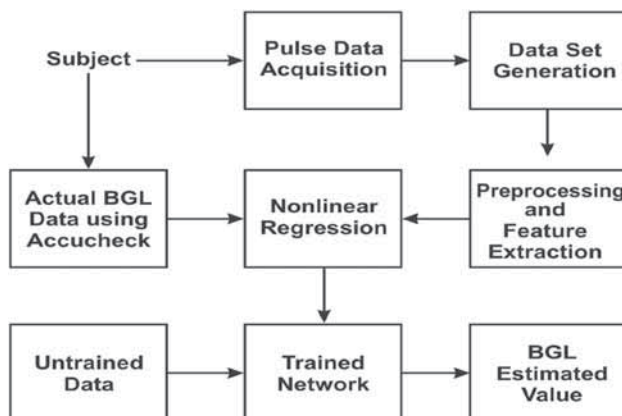 Subject
Pulse Data
Acquisition
Data Set
Generation
Actual BGL
Data using
Accucheck
Nonlinear
Regression
Preprocessing
and
Feature
Extraction
Untrained
Data
Trained
Network
BGL
Estimated
Value